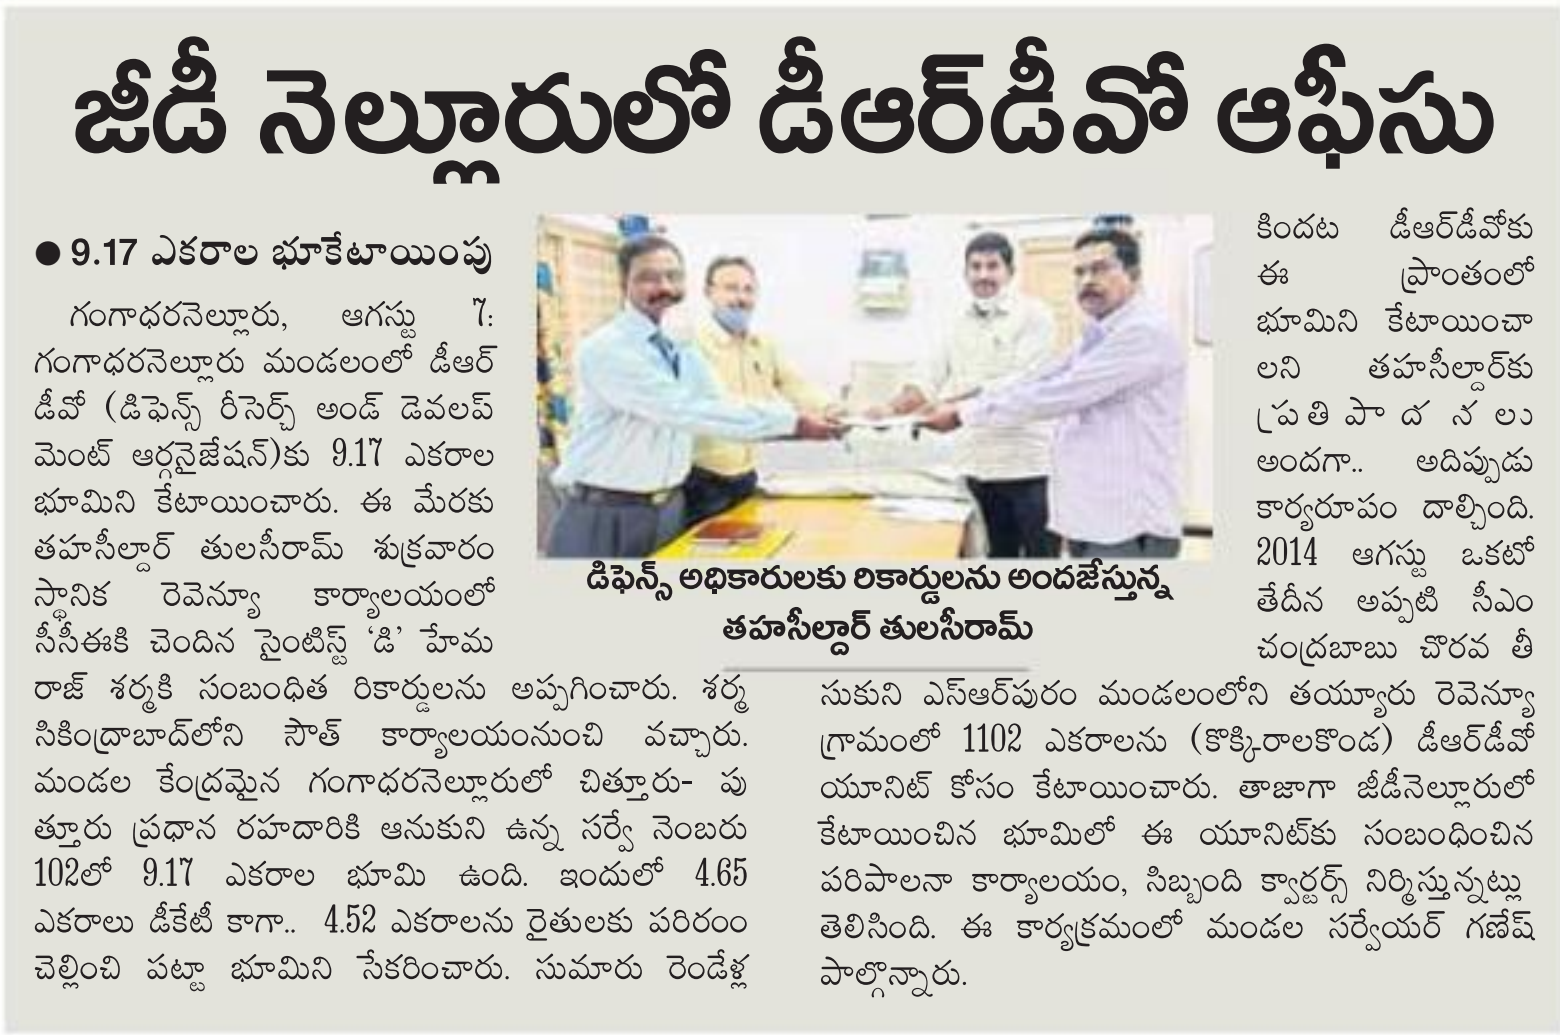 జీడీ నెల్లూరులో డీఆర్‌డీవో ఆఫీసు
● 9.17 ఎకరాల భూకేటాయింపు
గంగాధరనెల్లూరు, ఆగస్టు 7:
గంగాధరనెల్లూరు మండలంలో డీఆర్
డీవో (డిఫెన్స్ రీసెర్చ్ అండ్ డెవలప్
మెంట్ ఆర్గనైజేషన్)కు 9.17 ఎకరాల
భూమిని కేటాయించారు. ఈ మేరకు
తహసీల్దార్ తులసీరామ్ శుక్రవారం
స్థానిక రెవెన్యూ కార్యాలయంలో
సీసీఈకి చెందిన సైంటిస్ట్ ‘డి’ హేమ
రాజ్ శర్మకి సంబంధిత రికార్డులను అప్పగించారు. శర్మ
సికింద్రాబాద్‌లోని సౌత్ కార్యాలయంనుంచి వచ్చారు.
మండల కేంద్రమైన గంగాధరనెల్లూరులో చిత్తూరు- పు
త్తూరు ప్రధాన రహదారికి ఆనుకుని ఉన్న సర్వే నెంబరు
102లో 9.17 ఎకరాల భూమి ఉంది. ఇందులో 4.65
ఎకరాలు డీకేటీ కాగా.. 4.52 ఎకరాలను రైతులకు పరిరంం
చెల్లించి పట్టా భూమిని సేకరించారు. సుమారు రెండేళ్ల
డిఫెన్స్ అధికారులకు రికార్డులను అందజేస్తున్న
తహసీల్దార్ తులసీరామ్
కిందట డీఆర్‌డీవోకు
ఈ ప్రాంతంలో
భూమిని కేటాయించా
లని తహసీల్దార్‌కు
ప్రతిపాదనలు
అందగా.. అదిప్పుడు
కార్యరూపం దాల్చింది.
2014 ఆగస్టు ఒకటో
తేదీన అప్పటి సీఎం
చంద్రబాబు చొరవ తీ
సుకుని ఎస్ఆర్‌పురం మండలంలోని తయ్యూరు రెవెన్యూ
గ్రామంలో 1102 ఎకరాలను (కొక్కిరాలకొండ) డీఆర్‌డీవో
యూనిట్ కోసం కేటాయించారు. తాజాగా జీడీనెల్లూరులో
కేటాయించిన భూమిలో ఈ యూనిట్‌కు సంబంధించిన
పరిపాలనా కార్యాలయం, సిబ్బంది క్వార్టర్స్ నిర్మిస్తున్నట్లు
తెలిసింది. ఈ కార్యక్రమంలో మండల సర్వేయర్ గణేష్
పాల్గొన్నారు.